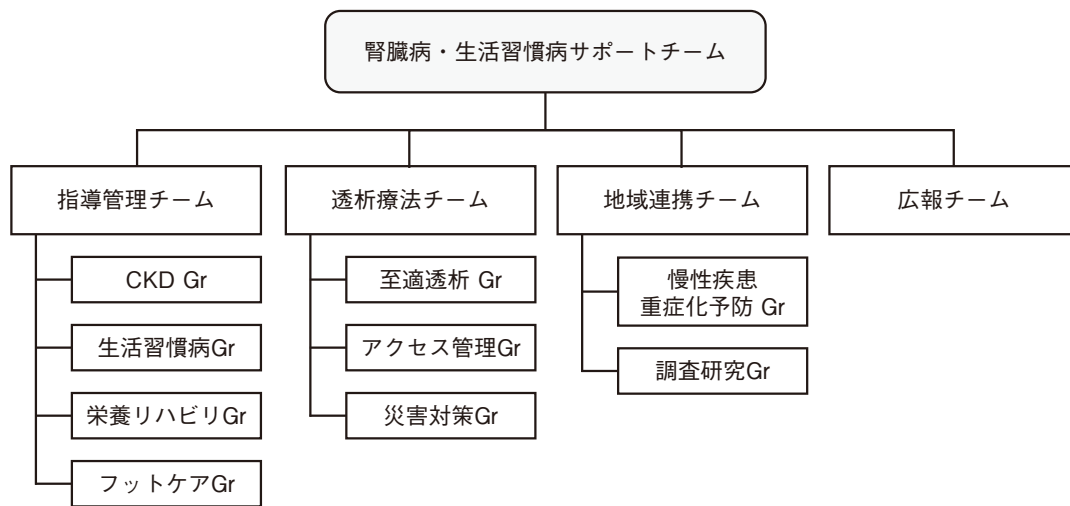 腎臓病・生活習慣病サポートチーム
指導管理チーム
CKD Gr
生活習慣病Gr
栄養リハビリGr
フットケアGr
透析療法チーム
至適透析 Gr
アクセス管理Gr
災害対策Gr
地域連携チーム
慢性疾患
重症化予防 Gr
調査研究Gr
広報チーム